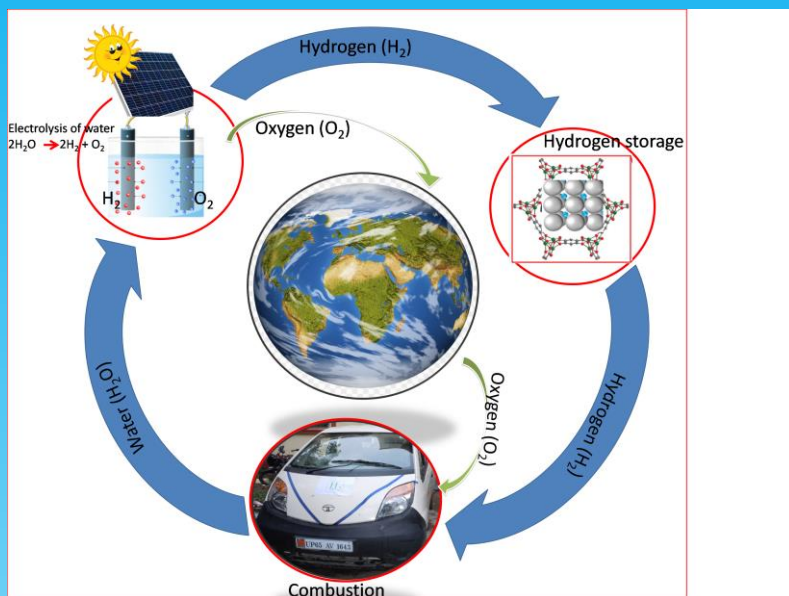 Hydrogen (H₂)
Oxygen (O₂)
Electrolysis of water
2H₂O → 2H₂ + O₂
H₂
O₂
Hydrogen storage
Water (H₂O)
Oxygen (O₂)
Hydrogen (H₂)
UP65 AV 1643
Combustion